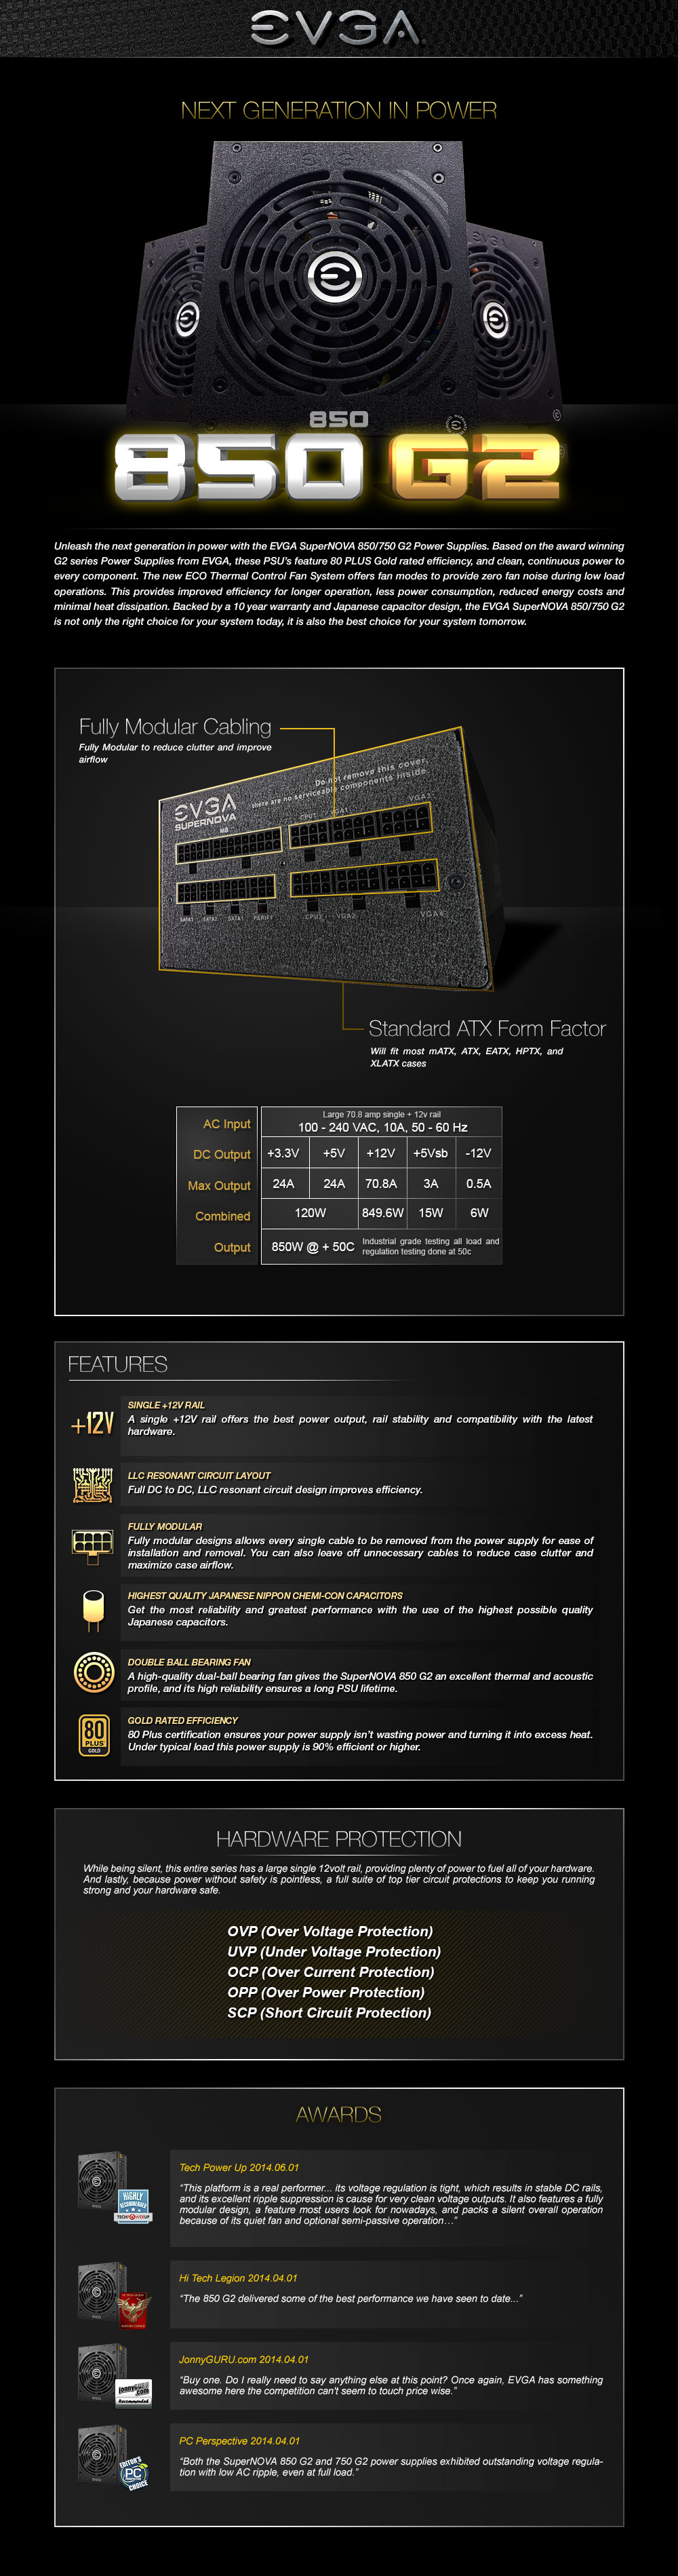 EVGA
NEXT GENERATION IN POWER
EVGA
EVGA
850
850 G2
Unleash the next generation in power with the EVGA SuperNOVA 850/750 G2 Power Supplies. Based on the award winning
G2 series Power Supplies from EVGA, these PSU's feature 80 PLUS Gold rated efficiency, and clean, continuous power to
every component. The new ECO Thermal Control Fan System offers fan modes to provide zero fan noise during low load
operations. This provides improved efficiency for longer operation, less power consumption, reduced energy costs and
minimal heat dissipation. Backed by a 10 year warranty and Japanese capacitor design, the EVGA SuperNOVA 850/750 G2
is not only the right choice for your system today, it is also the best choice for your system tomorrow.
Fully Modular Cabling
Fully Modular to reduce clutter and improve
airflow
Do not remove this cover,
there are no serviceable components inside.
EVGA
SUPERNOVA
MB
CPU1 VGA1
SATA1 SATA2 SATA3 PERIF1
CPU2
Standard ATX Form Factor
Will fit most mATX, ATX, EATX, HPTX, and
XLATX cases
Large 70.8 amp single + 12v rail
AC Input 100 - 240 VAC, 10A, 50 - 60 Hz
DC Output +3.3V +5V +12V +5Vsb -12V
Max Output 24A 24A 70.8A 3A 0.5A
Combined 120W 849.6W 15W 6W
Output 850W @ + 50C Industrial grade testing all load and
regulation testing done at 50c
FEATURES
+12V
SINGLE +12V RAIL
A single +12V rail offers the best power output, rail stability and compatibility with the latest
hardware.
LLC RESONANT CIRCUIT LAYOUT
Full DC to DC, LLC resonant circuit design improves efficiency.
FULLY MODULAR
Fully modular designs allows every single cable to be removed from the power supply for ease of
installation and removal. You can also leave off unnecessary cables to reduce case clutter and
maximize case airflow.
HIGHEST QUALITY JAPANESE NIPPON CHEMI-CON CAPACITORS
Get the most reliability and greatest performance with the use of the highest possible quality
Japanese capacitors.
DOUBLE BALL BEARING FAN
A high-quality dual-ball bearing fan gives the SuperNOVA 850 G2 an excellent thermal and acoustic
profile, and its high reliability ensures a long PSU lifetime.
80
PLUS
GOLD
GOLD RATED EFFICIENCY
80 Plus certification ensures your power supply isn't wasting power and turning it into excess heat.
Under typical load this power supply is 90% efficient or higher.
HARDWARE PROTECTION
While being silent, this entire series has a large single 12volt rail, providing plenty of power to fuel all of your hardware.
And lastly, because power without safety is pointless, a full suite of top tier circuit protections to keep you running
strong and your hardware safe.
OVP (Over Voltage Protection)
UVP (Under Voltage Protection)
OCP (Over Current Protection)
OPP (Over Power Protection)
SCP (Short Circuit Protection)
AWARDS
HIGHLY
RECOMMENDED
TECHPOWERUP
Tech Power Up 2014.06.01
“This platform is a real performer... its voltage regulation is tight, which results in stable DC rails,
and its excellent ripple suppression is cause for very clean voltage outputs. It also features a fully
modular design, a feature most users look for nowadays, and packs a silent overall operation
because of its quiet fan and optional semi-passive operation…”
Hi Tech Legion 2014.04.01
“The 850 G2 delivered some of the best performance we have seen to date...”
jonnyGURU
.com
Recommended
JonnyGURU.com 2014.04.01
“Buy one. Do I really need to say anything else at this point? Once again, EVGA has something
awesome here the competition can't seem to touch price wise.”
EDITOR'S
PC
CHOICE
PC Perspective 2014.04.01
“Both the SuperNOVA 850 G2 and 750 G2 power supplies exhibited outstanding voltage regula-
tion with low AC ripple, even at full load.”